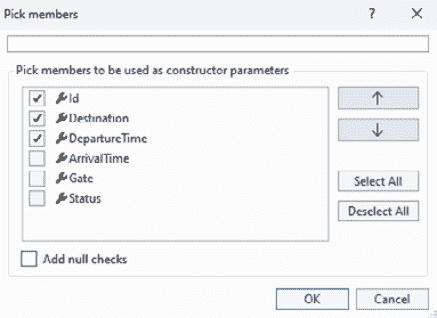 Pick members
?
Pick members to be used as constructor parameters
Id
Destination
DepartureTime
ArrivalTime
Gate
Status
Select All
Deselect All
Add null checks
OK
Cancel